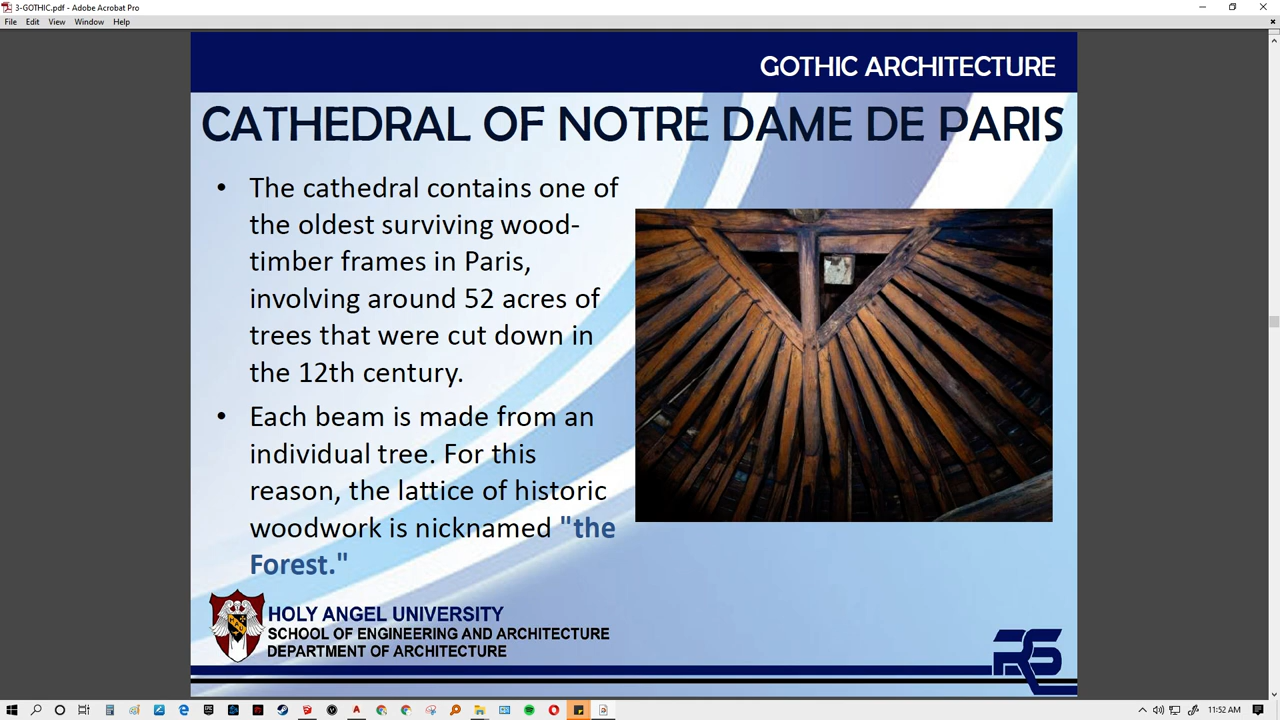 3-GOTHIC.pdf - Adobe Acrobat Pro
File Edit View Window Help
GOTHIC ARCHITECTURE
CATHEDRAL OF NOTRE DAME DE PARIS
• The cathedral contains one of
the oldest surviving wood-
timber frames in Paris,
involving around 52 acres of
trees that were cut down in
the 12th century.
• Each beam is made from an
individual tree. For this
reason, the lattice of historic
woodwork is nicknamed "the
Forest."
HOLY ANGEL UNIVERSITY
SCHOOL OF ENGINEERING AND ARCHITECTURE
DEPARTMENT OF ARCHITECTURE
RS
11:52 AM